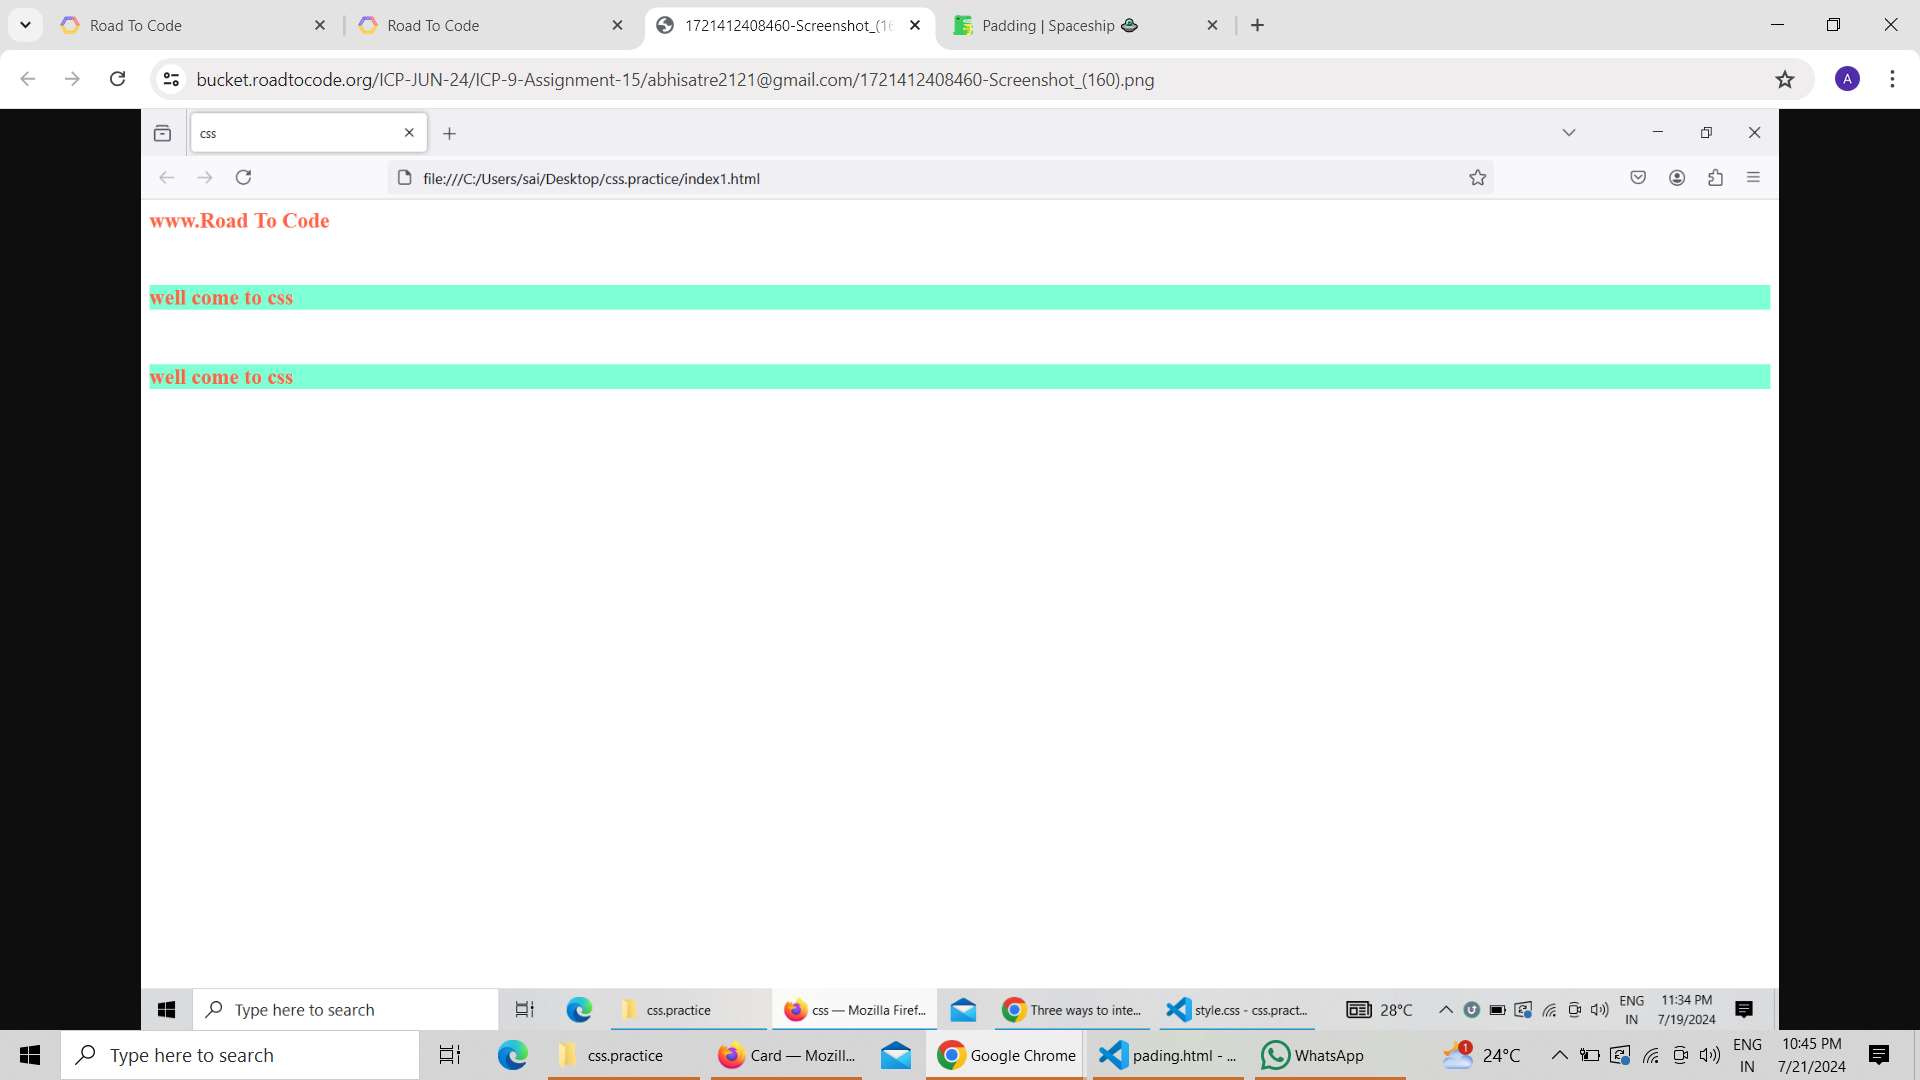 Road To Code
Road To Code
1721412408460-Screenshot_(16
Padding | Spaceship
bucket.roadtocode.org/ICP-JUN-24/ICP-9-Assignment-15/abhisatre2121@gmail.com/1721412408460-Screenshot_(160).png
A
css
file:///C:/Users/sai/Desktop/css.practice/index1.html
www.Road To Code
well come to css
well come to css
Type here to search
css.practice
css — Mozilla Firef...
Three ways to inte...
style.css - css.pract...
28°C
ENG
IN
11:34 PM
7/19/2024
Type here to search
css.practice
Card — Mozill...
Google Chrome
pading.html - ...
WhatsApp
1
24°C
ENG
IN
10:45 PM
7/21/2024